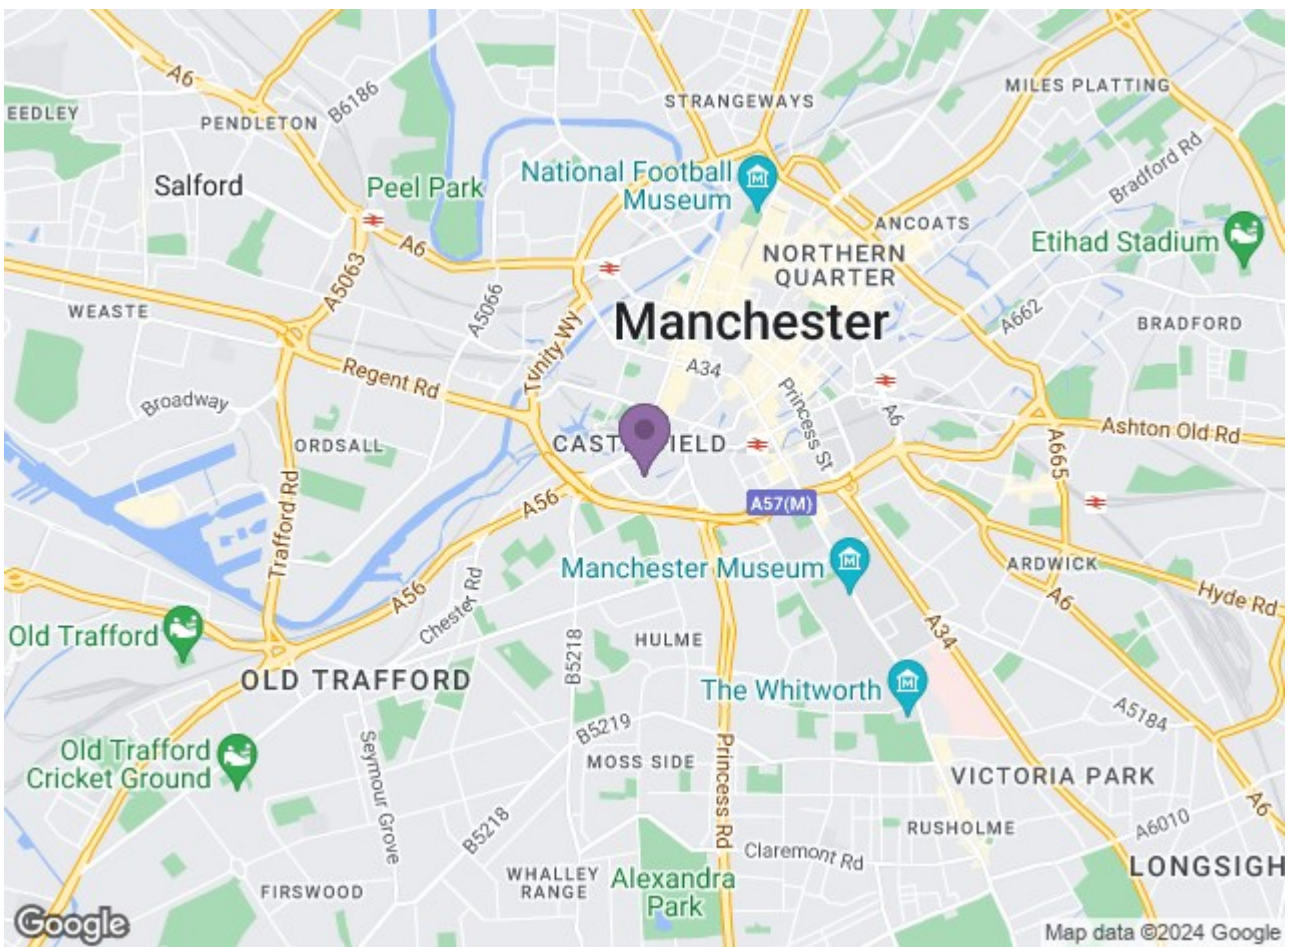 A6
B6186
STRANGEWAYS
MILES PLATTING
EEDLEY
PENDLETON
Bradford Rd
National Football
Museum
Salford
Peel Park
ANCOATS
Etihad Stadium
A6
NORTHERN
QUARTER
A5063
A5066
WEASTE
Manchester
A662
BRADFORD
Trinity Wy
Regent Rd
A34
Broadway
Princess St
A6
Ashton Old Rd
ORDSALL
A665
Trafford Rd
A56
A57(M)
Manchester Museum
ARDWICK
Hyde Rd
A56
Chester Rd
A6
Old Trafford
HULME
A34
B5218
OLD TRAFFORD
The Whitworth
A5184
B5219
Old Trafford
Cricket Ground
Seymour Grove
MOSS SIDE
Princess Rd
VICTORIA PARK
A6
B5218
RUSHOLME
A6010
Claremont Rd
LONGSIGH
WHALLEY
RANGE
Alexandra
Park
FIRSWOOD
Google
Map data ©2024 Google